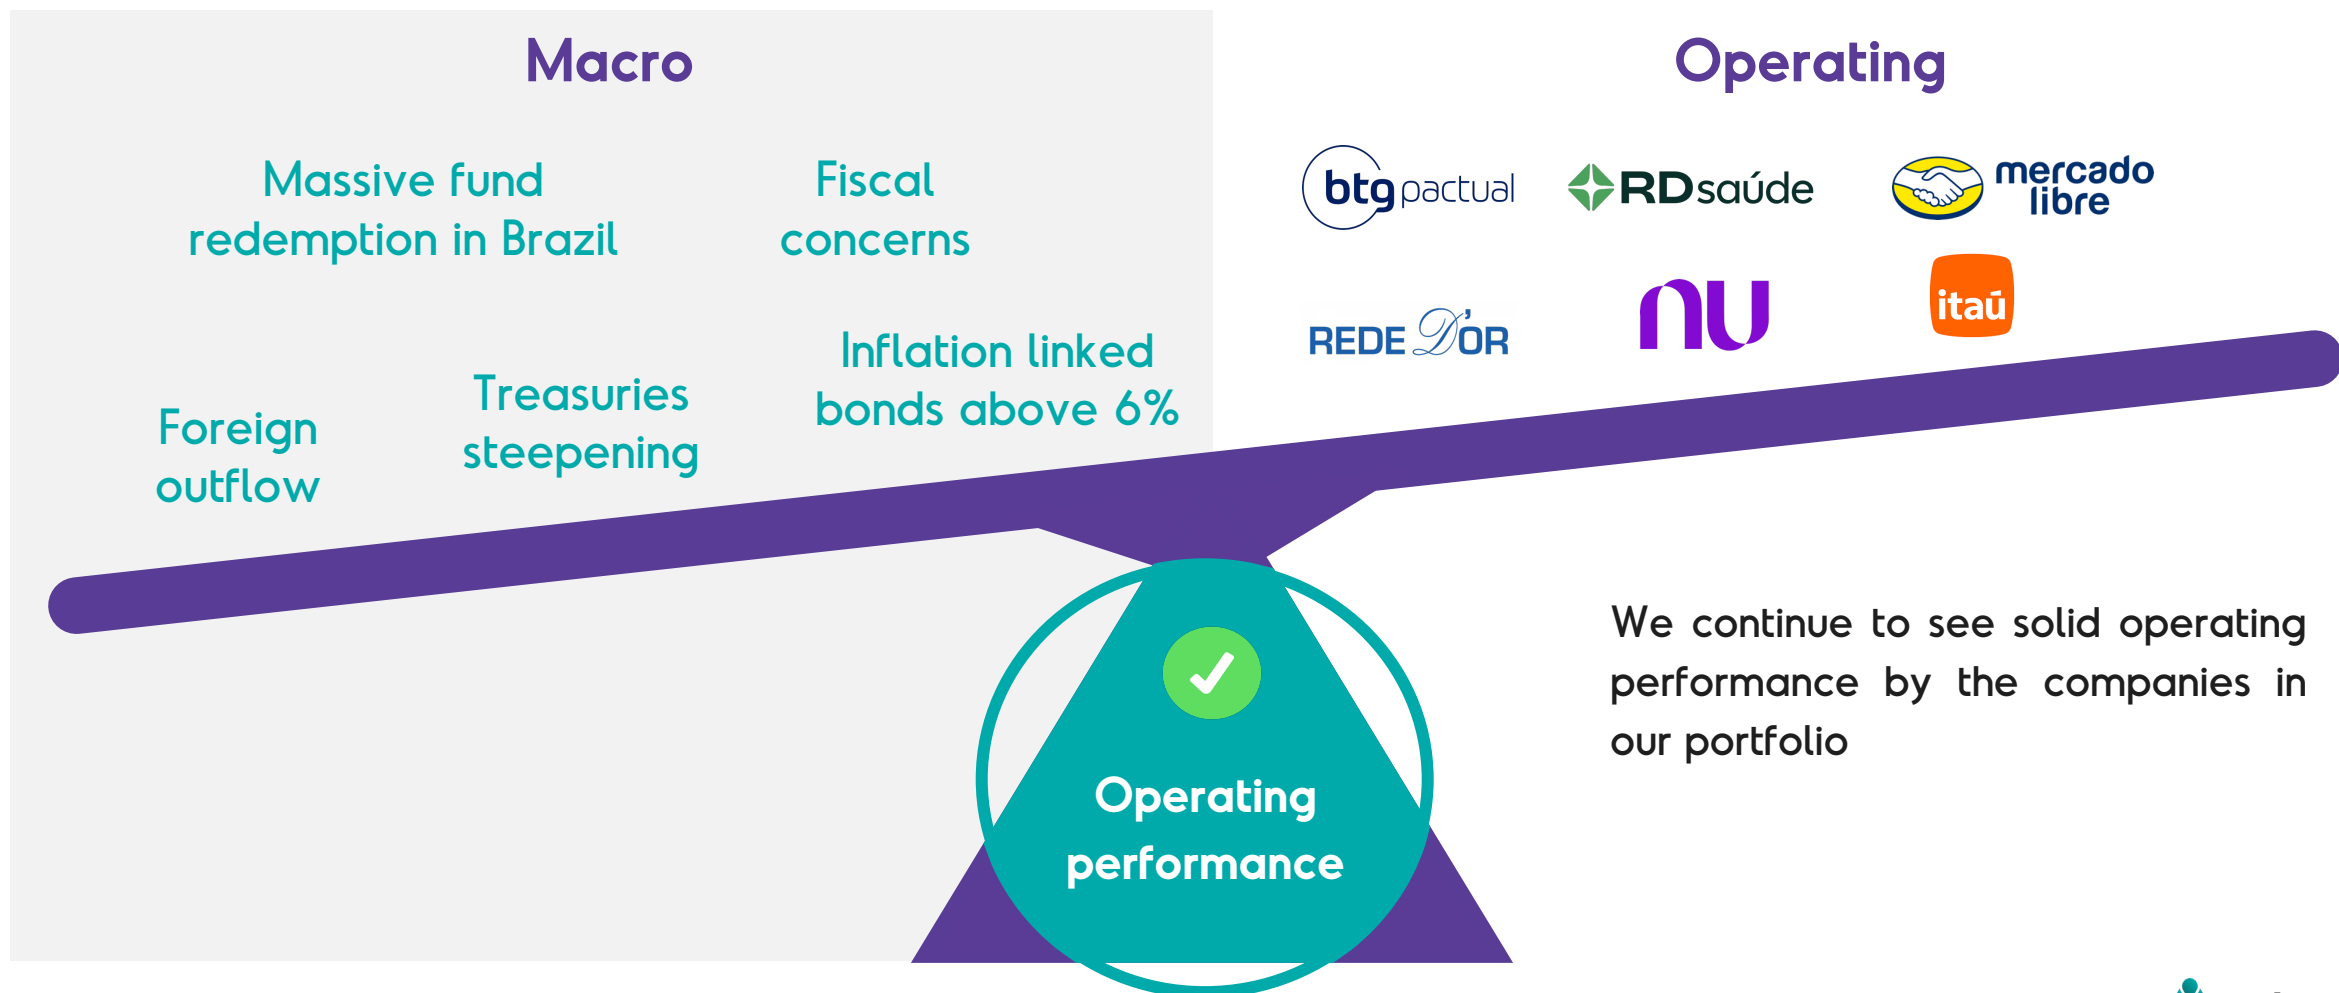 Macro
Massive fund
redemption in Brazil
Fiscal
concerns
Foreign
outflow
Treasuries
steepening
Inflation linked
bonds above 6%
Operating
btg pactual
RDsaúde
mercado
libre
REDE D'OR
nu
itaú
We continue to see solid operating
performance by the companies in
our portfolio
Operating
performance